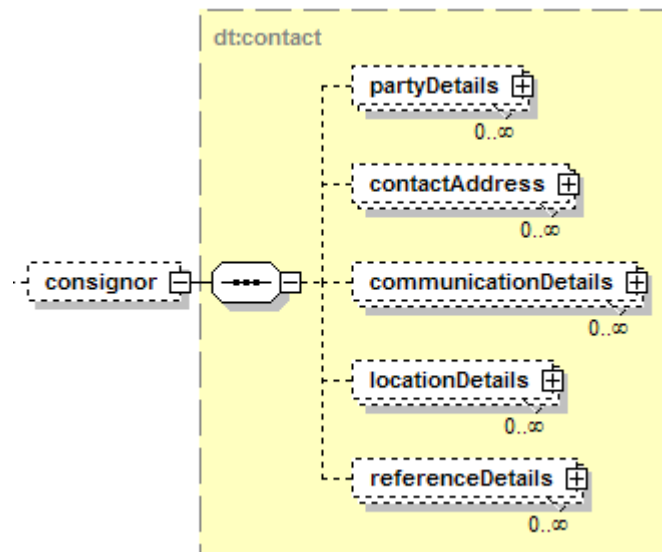 dt:contact
partyDetails
0..∞
contactAddress
0..∞
consignor
communicationDetails
0..∞
locationDetails
0..∞
referenceDetails
0..∞